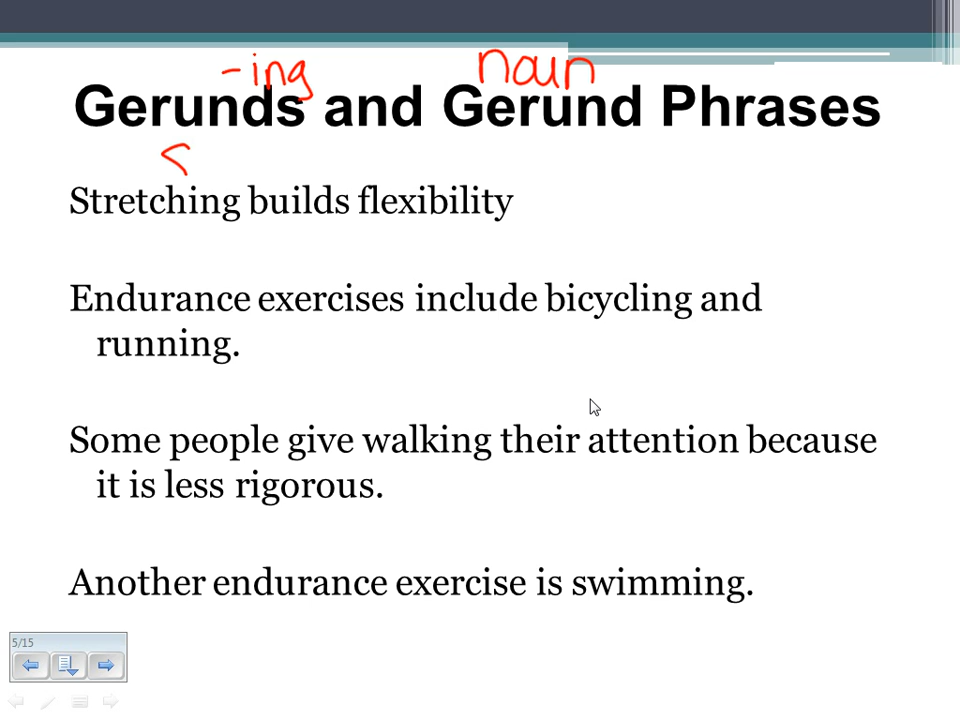 -ing noun
Gerunds and Gerund Phrases
S
Stretching builds flexibility
Endurance exercises include bicycling and
running.
Some people give walking their attention because
it is less rigorous.
Another endurance exercise is swimming.
5/15